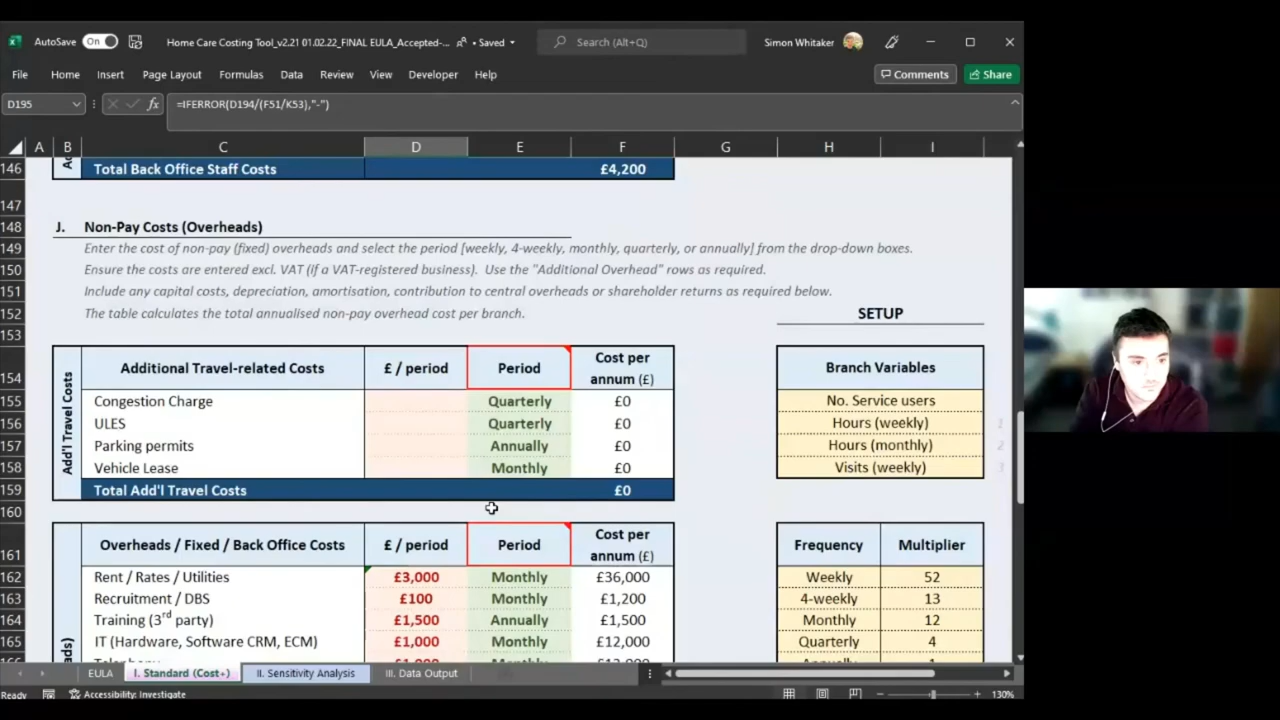 AutoSave On Home Care Costing Tool_v2.21 01.02.22_FINAL EULA_Accepted-... • Saved Search (Alt+Q) Simon Whitaker
File Home Insert Page Layout Formulas Data Review View Developer Help Comments Share
D195 fx =IFERROR(D194/(F51/K53),"-")
A B C D E F G H I
146 Total Back Office Staff Costs £4,200
147
148 J. Non-Pay Costs (Overheads)
149 Enter the cost of non-pay (fixed) overheads and select the period [weekly, 4-weekly, monthly, quarterly, or annually] from the drop-down boxes.
150 Ensure the costs are entered excl. VAT (if a VAT-registered business). Use the "Additional Overhead" rows as required.
151 Include any capital costs, depreciation, amortisation, contribution to central overheads or shareholder returns as required below.
152 The table calculates the total annualised non-pay overhead cost per branch. SETUP
153
Add'l Travel Costs
154 Additional Travel-related Costs £ / period Period Cost per annum (£) Branch Variables
155 Congestion Charge Quarterly £0 No. Service users
156 ULES Quarterly £0 Hours (weekly) 1
157 Parking permits Annually £0 Hours (monthly) 2
158 Vehicle Lease Monthly £0 Visits (weekly) 3
159 Total Add'l Travel Costs £0
160
161 Overheads / Fixed / Back Office Costs £ / period Period Cost per annum (£) Frequency Multiplier
162 Rent / Rates / Utilities £3,000 Monthly £36,000 Weekly 52
163 Recruitment / DBS £100 Monthly £1,200 4-weekly 13
164 Training (3rd party) £1,500 Annually £1,500 Monthly 12
165 IT (Hardware, Software CRM, ECM) £1,000 Monthly £12,000 Quarterly 4
EULA I. Standard (Cost+) II. Sensitivity Analysis III. Data Output
Ready Accessibility: Investigate 130%